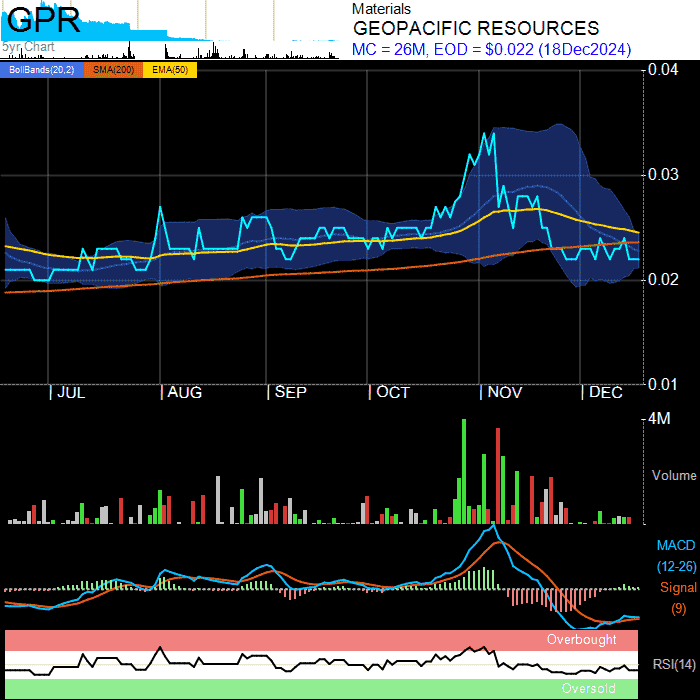 GPR
5yr Chart
Materials
GEOPACIFIC RESOURCES
MC = 26M, EOD = $0.022 (18Dec2024)
BollBands(20,2) SMA(200) EMA(50)
0.04
0.03
0.02
0.01
JUL AUG SEP OCT NOV DEC
4M
Volume
MACD
(12-26)
Signal
(9)
Overbought
RSI(14)
Oversold